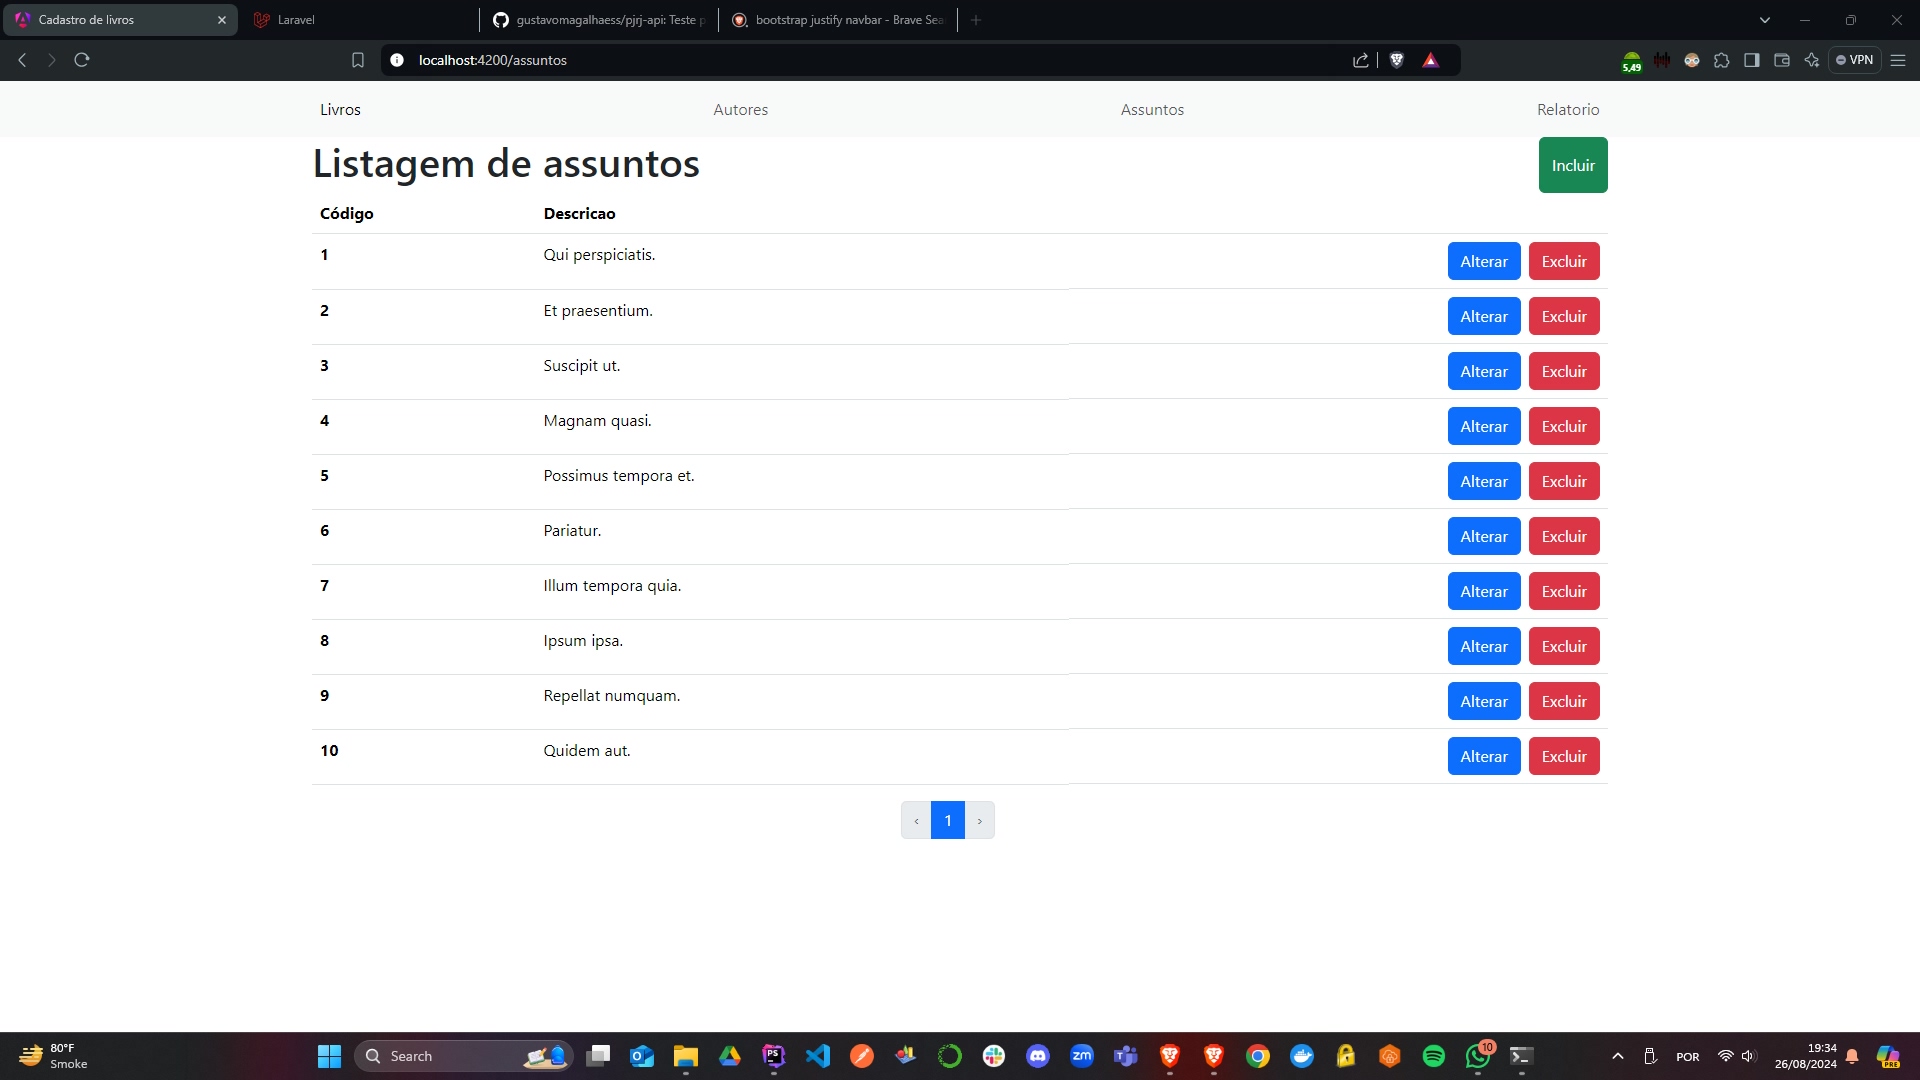 Cadastro de livros
Laravel
gustavomagalhaess/pjrj-api: Teste p
bootstrap justify navbar - Brave Sea
localhost:4200/assuntos
5,49
VPN
Livros
Autores
Assuntos
Relatorio
Listagem de assuntos
Incluir
Código Descricao
1 Qui perspiciatis. Alterar Excluir
2 Et praesentium. Alterar Excluir
3 Suscipit ut. Alterar Excluir
4 Magnam quasi. Alterar Excluir
5 Possimus tempora et. Alterar Excluir
6 Pariatur. Alterar Excluir
7 Illum tempora quia. Alterar Excluir
8 Ipsum ipsa. Alterar Excluir
9 Repellat numquam. Alterar Excluir
10 Quidem aut. Alterar Excluir
‹ 1 ›
80°F
Smoke
Search
PS
zm
10
POR
19:34
26/08/2024
PRE